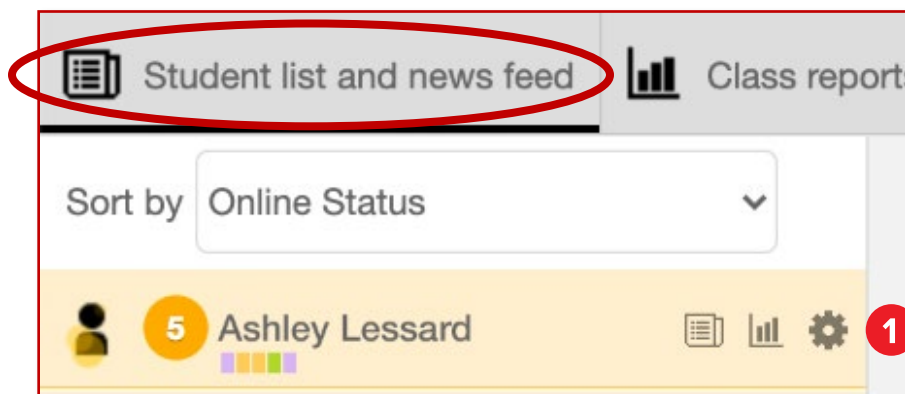 Student list and news feed Class reports
Sort by Online Status
5 Ashley Lessard 1